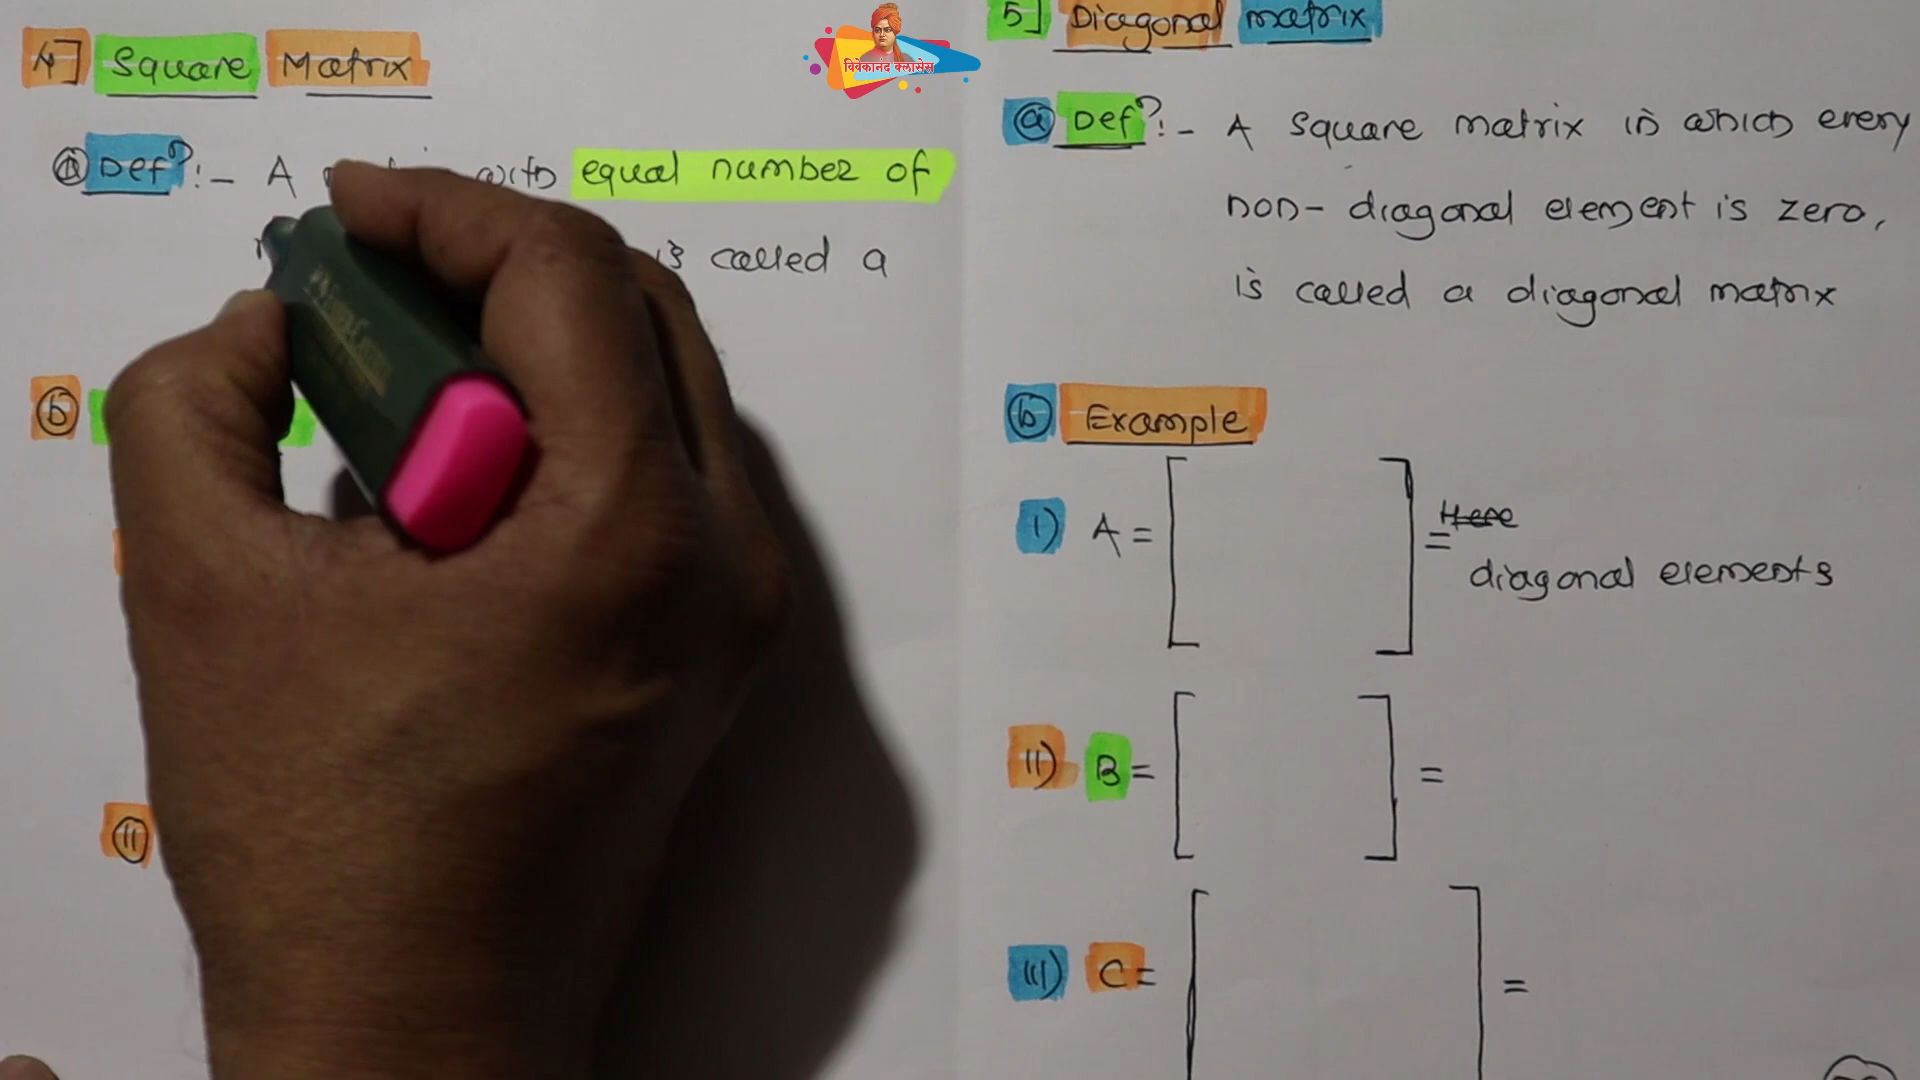 4] Square Matrix
a Def?:- A with equal number of
is called a
b
ii
विवेकानंद क्लासेस
5] Diagonal matrix
a Def?:- A square matrix in which every
non- diagonal element is zero,
is called a diagonal matrix
b Example
i) A = [ ] = Here
diagonal elements
ii) B = [ ] =
iii) C = [ ] =